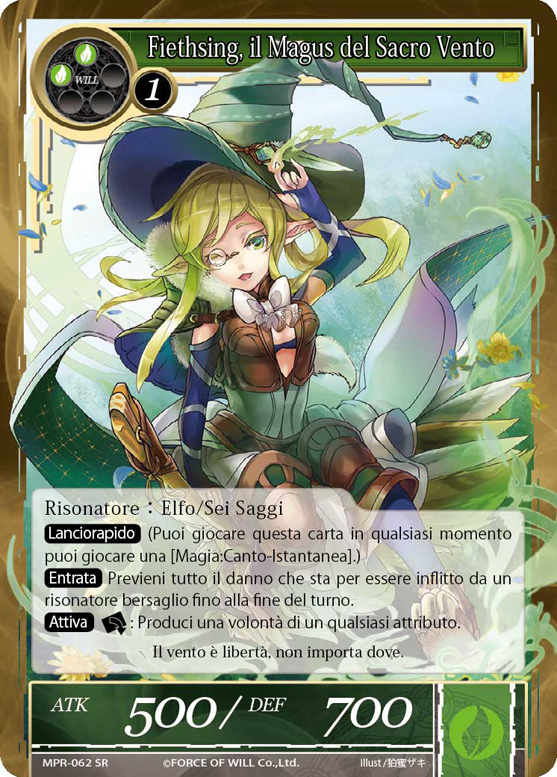 Fiethsing, il Magus del Sacro Vento
WILL
1
Risonatore : Elfo/Sei Saggi
Lanciorapido (Puoi giocare questa carta in qualsiasi momento
puoi giocare una [Magia:Canto-Istantanea].)
Entrata Previeni tutto il danno che sta per essere inflitto da un
risonatore bersaglio fino alla fine del turno.
Attiva : Produci una volontà di un qualsiasi attributo.
Il vento è libertà, non importa dove.
ATK 500/ DEF 700
MPR-062 SR ©FORCE OF WILL Co.,Ltd. Illust/狛蜜ザキ